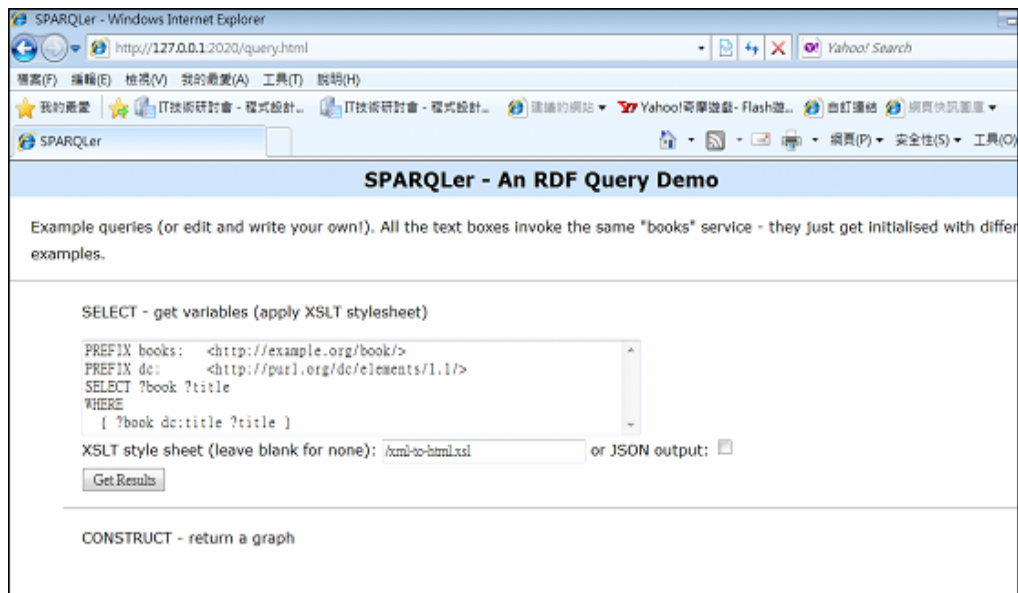 SPARQLer - Windows Internet Explorer
http://127.0.0.1:2020/query.html Yahoo! Search
檔案(F) 編輯(E) 檢視(V) 我的最愛(A) 工具(T) 說明(H)
我的最愛 IT技術研討會 - 程式設計... IT技術研討會 - 程式設計... 建議的網站 Yahoo!奇摩遊戲- Flash遊... 自訂連結 網頁快訊圖庫
SPARQLer 網頁(P) 安全性(S) 工具(O)
SPARQLer - An RDF Query Demo
Example queries (or edit and write your own!). All the text boxes invoke the same "books" service - they just get initialised with differ
examples.
SELECT - get variables (apply XSLT stylesheet)
PREFIX books: <http://example.org/book/>
PREFIX dc: <http://purl.org/dc/elements/1.1/>
SELECT ?book ?title
WHERE
{ ?book dc:title ?title }
XSLT style sheet (leave blank for none): /xml-to-html.xsl or JSON output:
Get Results
CONSTRUCT - return a graph